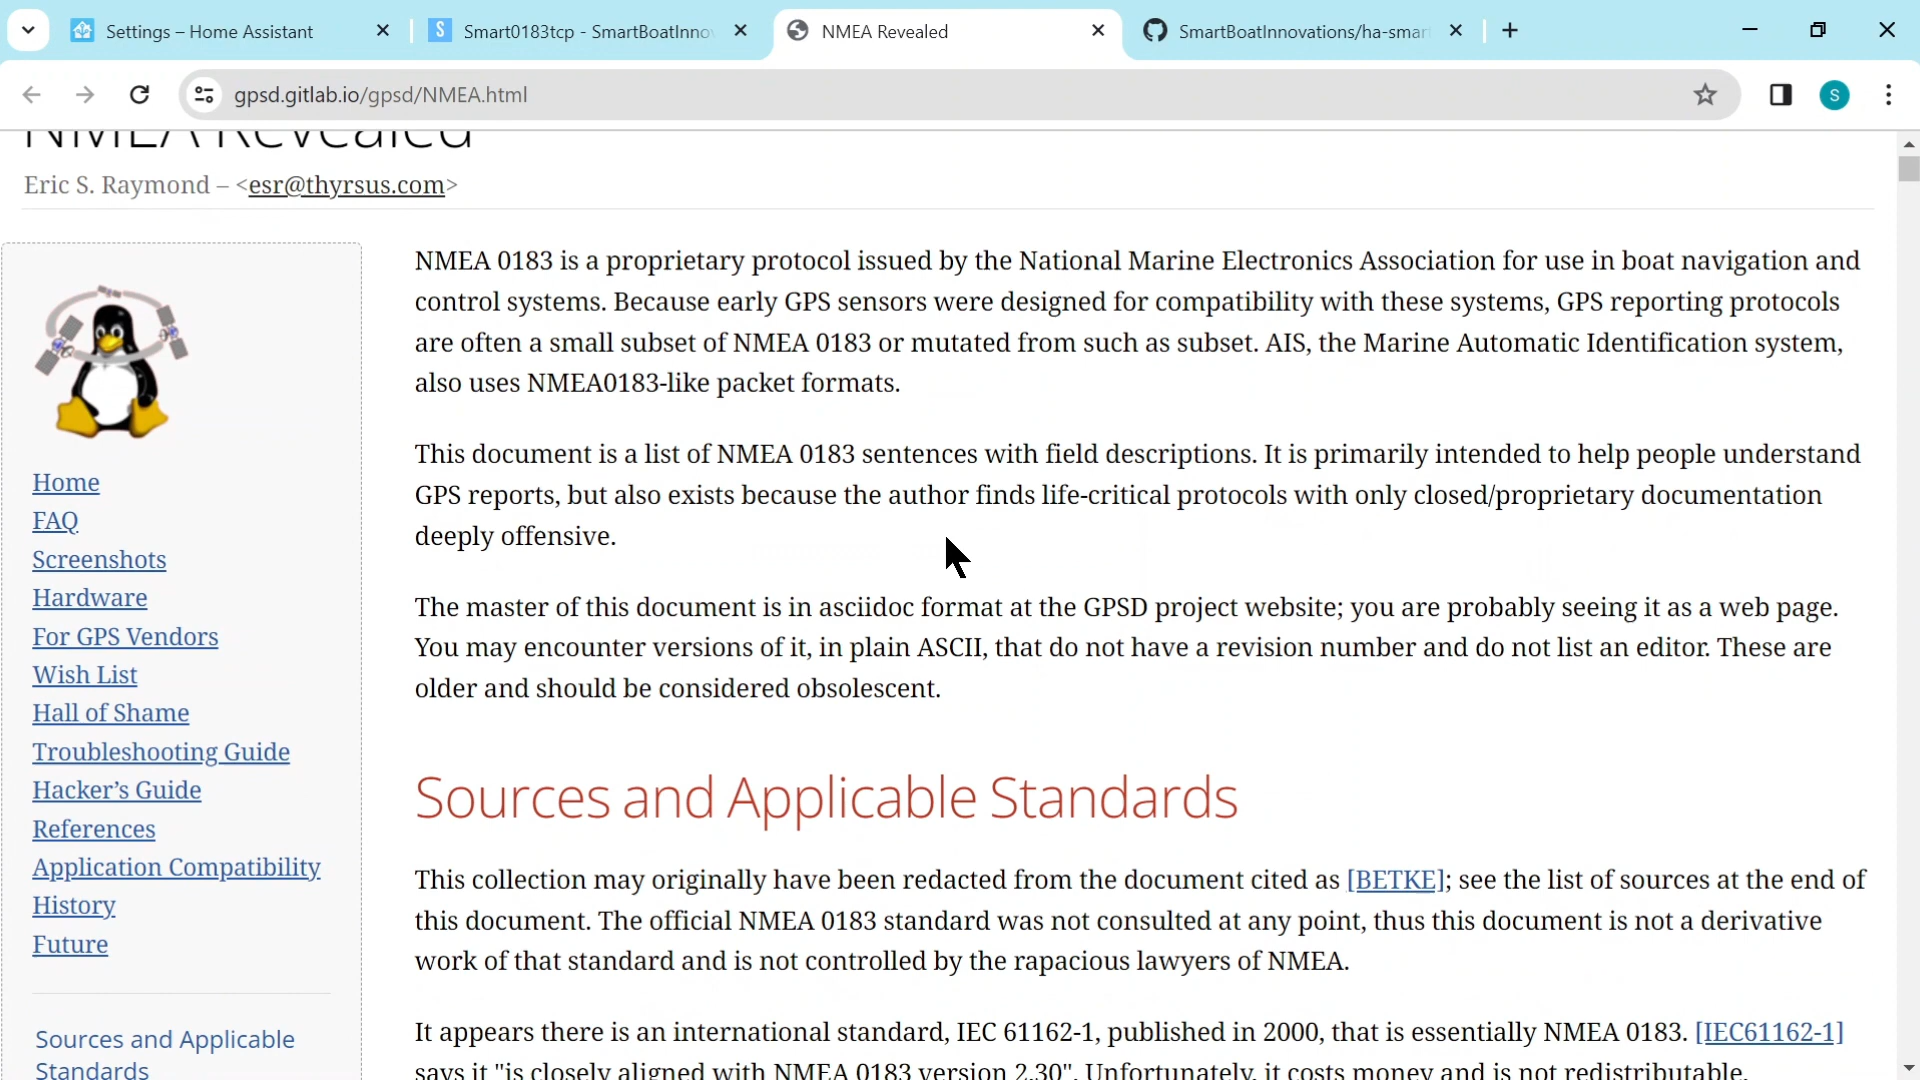 Settings – Home Assistant
Smart0183tcp - SmartBoatInnov
NMEA Revealed
SmartBoatInnovations/ha-smar
gpsd.gitlab.io/gpsd/NMEA.html
S
NMEA Revealed
Eric S. Raymond – <esr@thyrsus.com>
Home
FAQ
Screenshots
Hardware
For GPS Vendors
Wish List
Hall of Shame
Troubleshooting Guide
Hacker’s Guide
References
Application Compatibility
History
Future
Sources and Applicable
Standards
NMEA 0183 is a proprietary protocol issued by the National Marine Electronics Association for use in boat navigation and
control systems. Because early GPS sensors were designed for compatibility with these systems, GPS reporting protocols
are often a small subset of NMEA 0183 or mutated from such as subset. AIS, the Marine Automatic Identification system,
also uses NMEA0183-like packet formats.
This document is a list of NMEA 0183 sentences with field descriptions. It is primarily intended to help people understand
GPS reports, but also exists because the author finds life-critical protocols with only closed/proprietary documentation
deeply offensive.
The master of this document is in asciidoc format at the GPSD project website; you are probably seeing it as a web page.
You may encounter versions of it, in plain ASCII, that do not have a revision number and do not list an editor. These are
older and should be considered obsolescent.
Sources and Applicable Standards
This collection may originally have been redacted from the document cited as [BETKE]; see the list of sources at the end of
this document. The official NMEA 0183 standard was not consulted at any point, thus this document is not a derivative
work of that standard and is not controlled by the rapacious lawyers of NMEA.
It appears there is an international standard, IEC 61162-1, published in 2000, that is essentially NMEA 0183. [IEC61162-1]
says it "is closely aligned with NMEA 0183 version 2.30". Unfortunately, it costs money and is not redistributable.